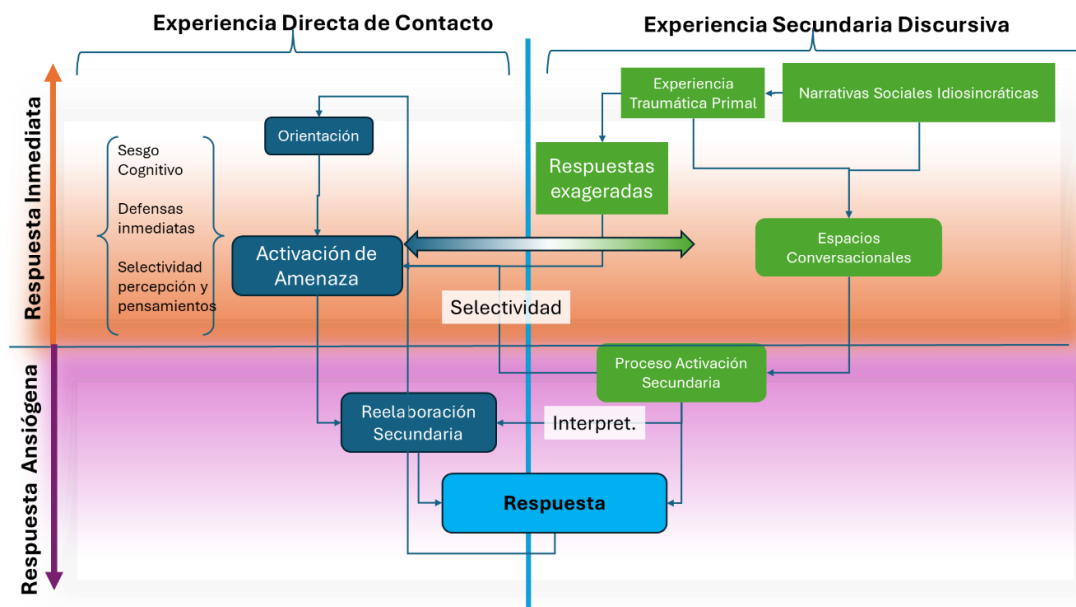 Experiencia Directa de Contacto
Experiencia Secundaria Discursiva
Respuesta Inmediata
Respuesta Ansiógena
Orientación
Sesgo
Cognitivo
Defensas
inmediatas
Selectividad
percepción y
pensamientos
Activación de
Amenaza
Experiencia
Traumática Primal
Narrativas Sociales Idiosincráticas
Respuestas
exageradas
Espacios
Conversacionales
Selectividad
Proceso Activación
Secundaria
Reelaboración
Secundaria
Interpret.
Respuesta